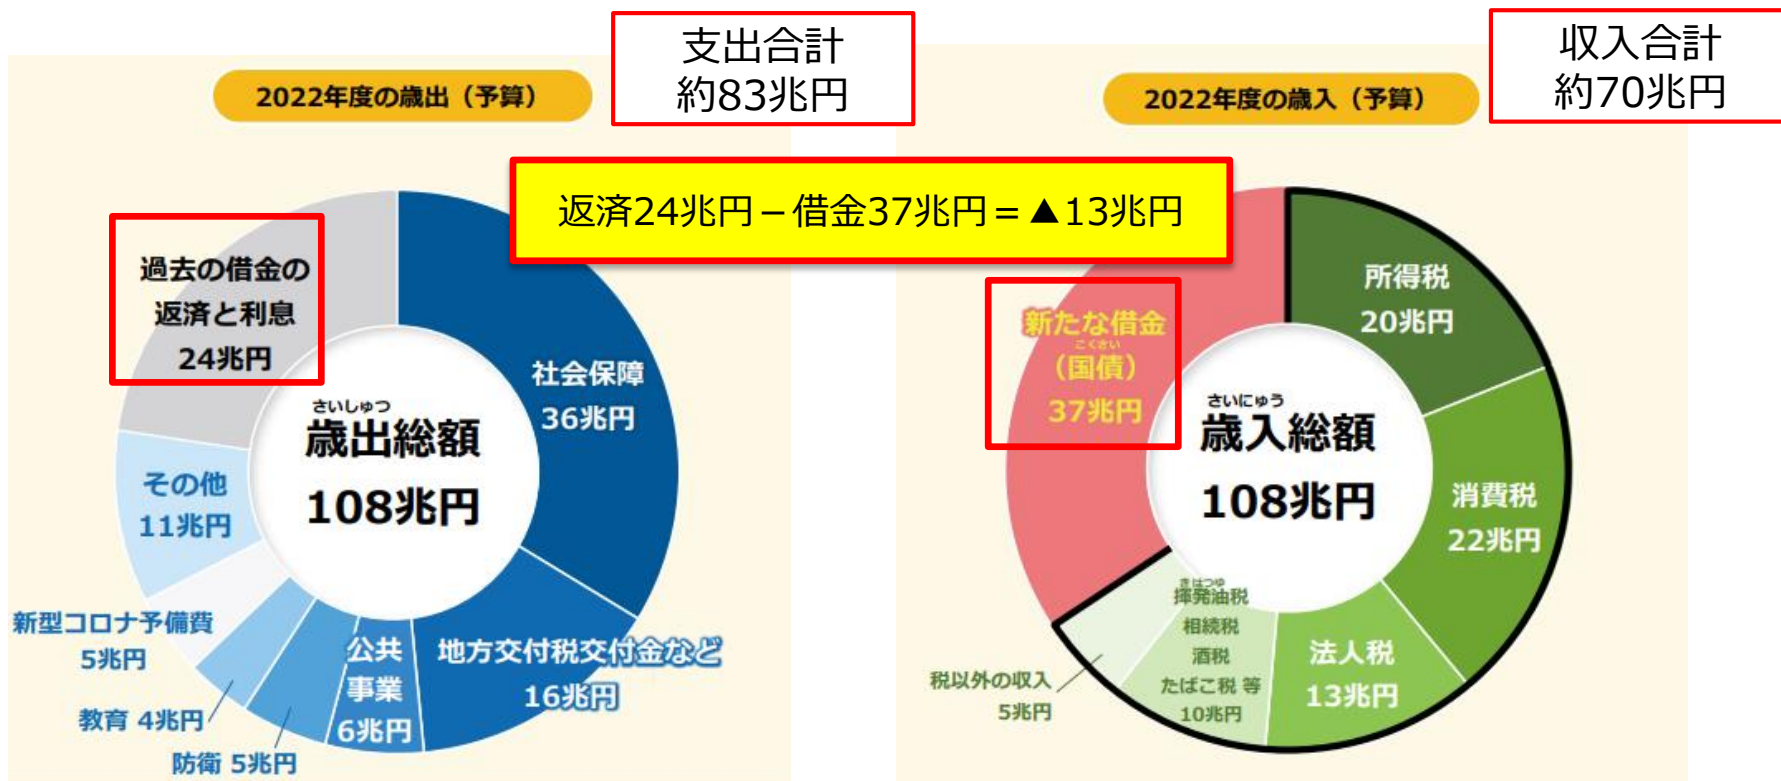 支出合計
約83兆円
収入合計
約70兆円
2022年度の歳出（予算）
2022年度の歳入（予算）
返済24兆円－借金37兆円＝▲13兆円
過去の借金の
返済と利息
24兆円
社会保障
36兆円
さいしゅつ
歳出総額
108兆円
その他
11兆円
新型コロナ予備費
5兆円
教育 4兆円
防衛 5兆円
公共
事業
6兆円
地方交付税交付金など
16兆円
新たな借金
こくさい
（国債）
37兆円
所得税
20兆円
さいにゅう
歳入総額
108兆円
消費税
22兆円
きはつゆ
揮発油税
相続税
酒税
たばこ税 等
10兆円
法人税
13兆円
税以外の収入
5兆円